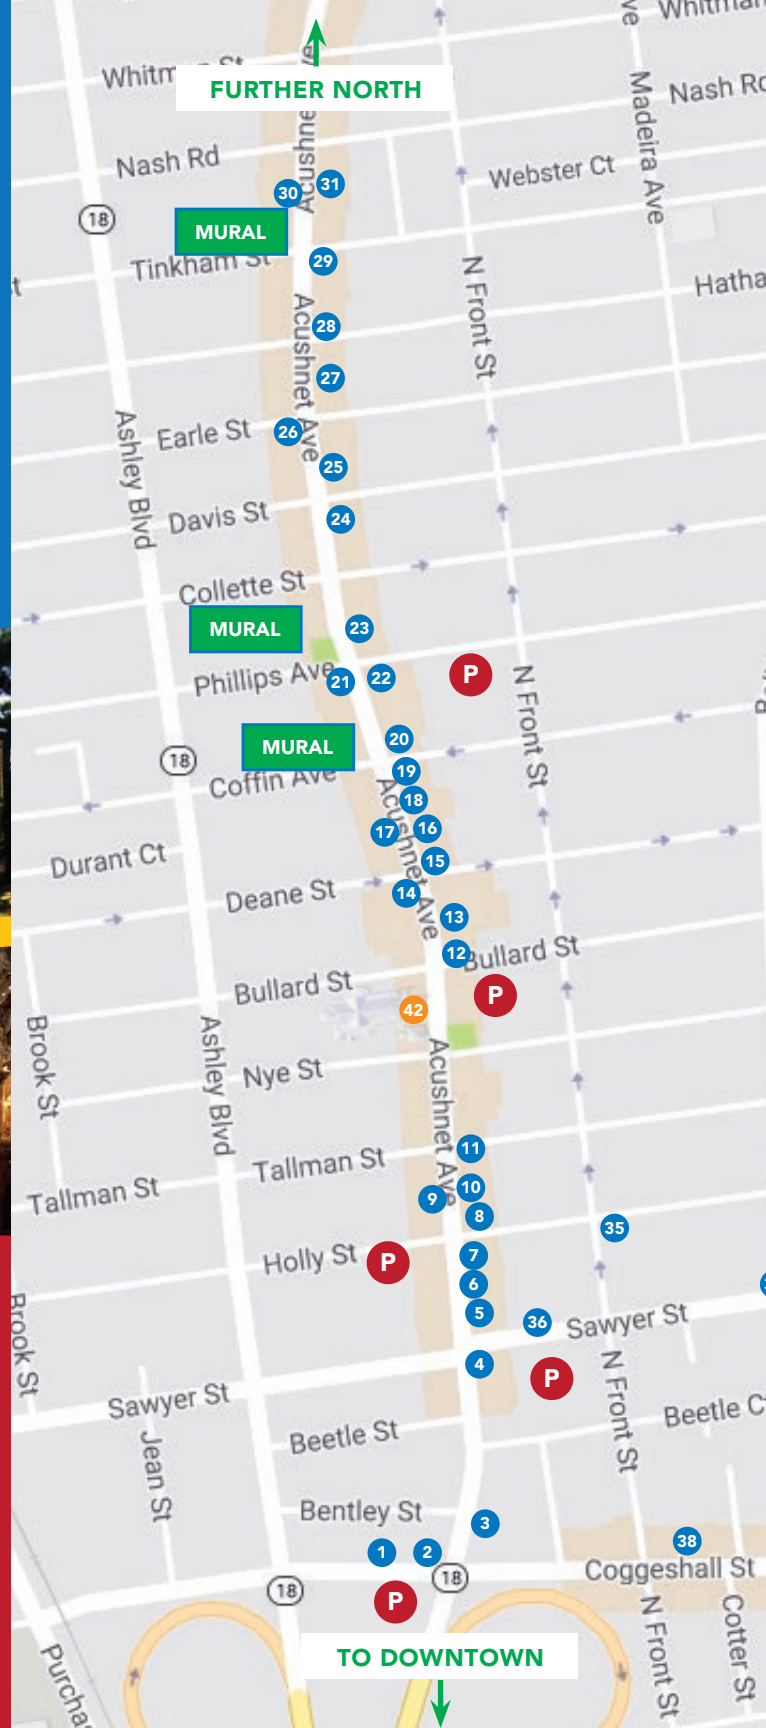 Whitman
FURTHER NORTH
Nash Rd
Nash Rd
Madeira Ave
Webster Ct
31
30
18
MURAL
Tinkham St
29
N Front St
28
Acushnet Ave
27
Ashley Blvd
Earle St
26
25
Davis St
24
Collette St
MURAL
23
Phillips Ave
21
22
P
N Front St
MURAL
20
18
19
Coffin Ave
18
Acushnet Ave
17
16
Durant Ct
15
Deane St
14
13
12
Bullard St
Bullard St
P
42
Brook St
Ashley Blvd
Acushnet Ave
Nye St
11
Tallman St
Tallman St
10
9
8
35
Holly St
P
7
6
Brook St
5
36
Sawyer St
4
P
N Front St
Sawyer St
Beetle St
Jean St
Bentley St
3
1
2
38
18
18
Coggeshall St
P
N Front St
Cotter St
TO DOWNTOWN